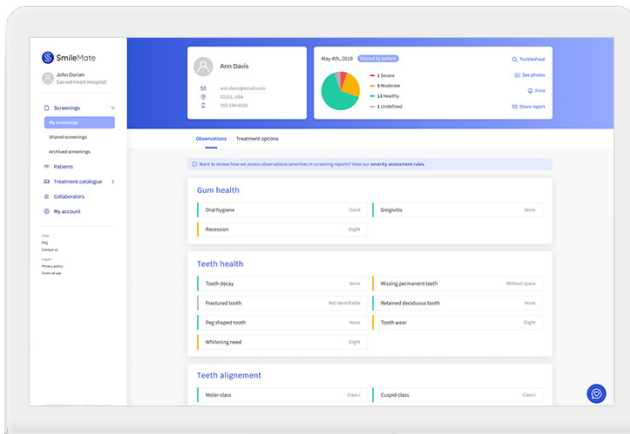 SmileMate
John Dorian
Sacred Heart Hospital
Screenings
My screenings
Shared screenings
Archived screenings
Patients
Treatment catalogue
Collaborators
My account
Help
FAQ
Contact us
Legals
Privacy policy
Terms of use
Ann Davis
ann.davis@email.com
02101, USA
May 4th, 2019
Viewed by patient
1 Severe
5 Moderate
13 Healthy
1 Undefined
Troubleshoot
See photos
Print
Share report
Observations Treatment options
Want to review how we assess observations severities in screening reports? View our severity assessment rules.
Gum health
Oral hygiene Good
Gingivitis None
Recession Slight
Teeth health
Tooth decay None
Missing permanent teeth Without space
Fractured tooth Not identifiable
Retained deciduous tooth None
Peg shaped tooth None
Tooth wear Slight
Whitening need Slight
Teeth alignement
Molar class Class I
Cuspid class Class I